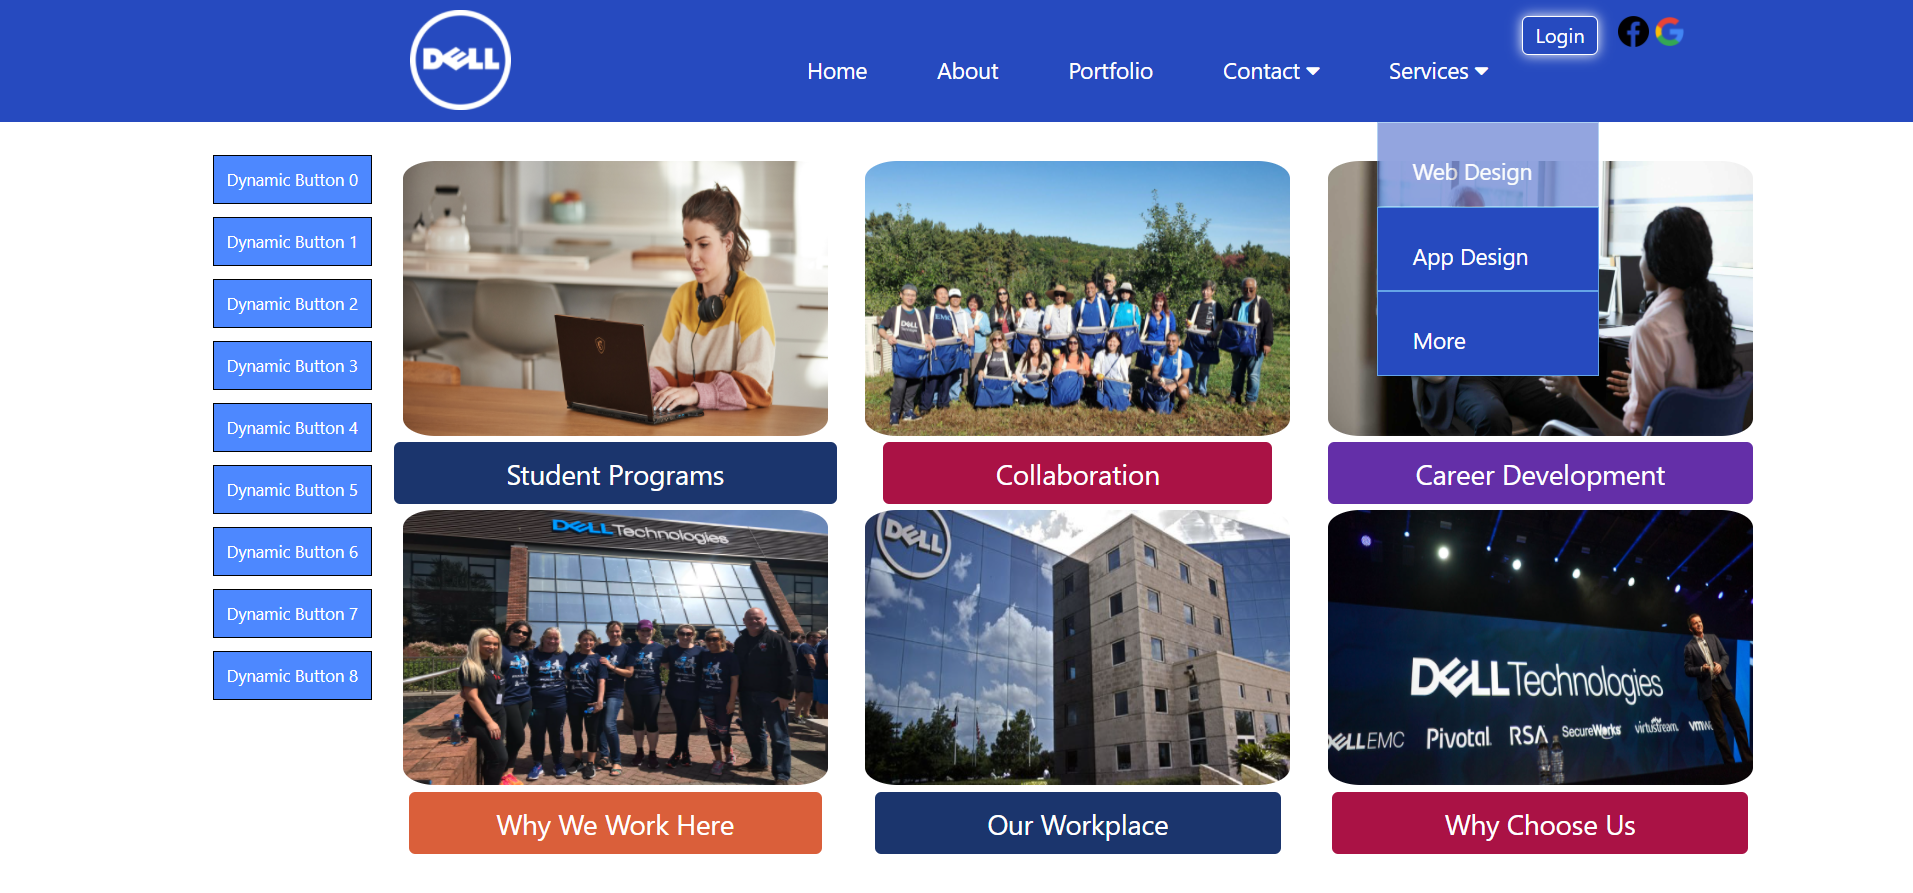 DELL
Home
About
Portfolio
Contact
Services
Login
Web Design
App Design
More
Dynamic Button 0
Dynamic Button 1
Dynamic Button 2
Dynamic Button 3
Dynamic Button 4
Dynamic Button 5
Dynamic Button 6
Dynamic Button 7
Dynamic Button 8
DELL
EMC
Student Programs
Collaboration
Career Development
DELL Technologies
DELL
DELL Technologies
DELL EMC Pivotal RSA SecureWorks virtustream
Why We Work Here
Our Workplace
Why Choose Us